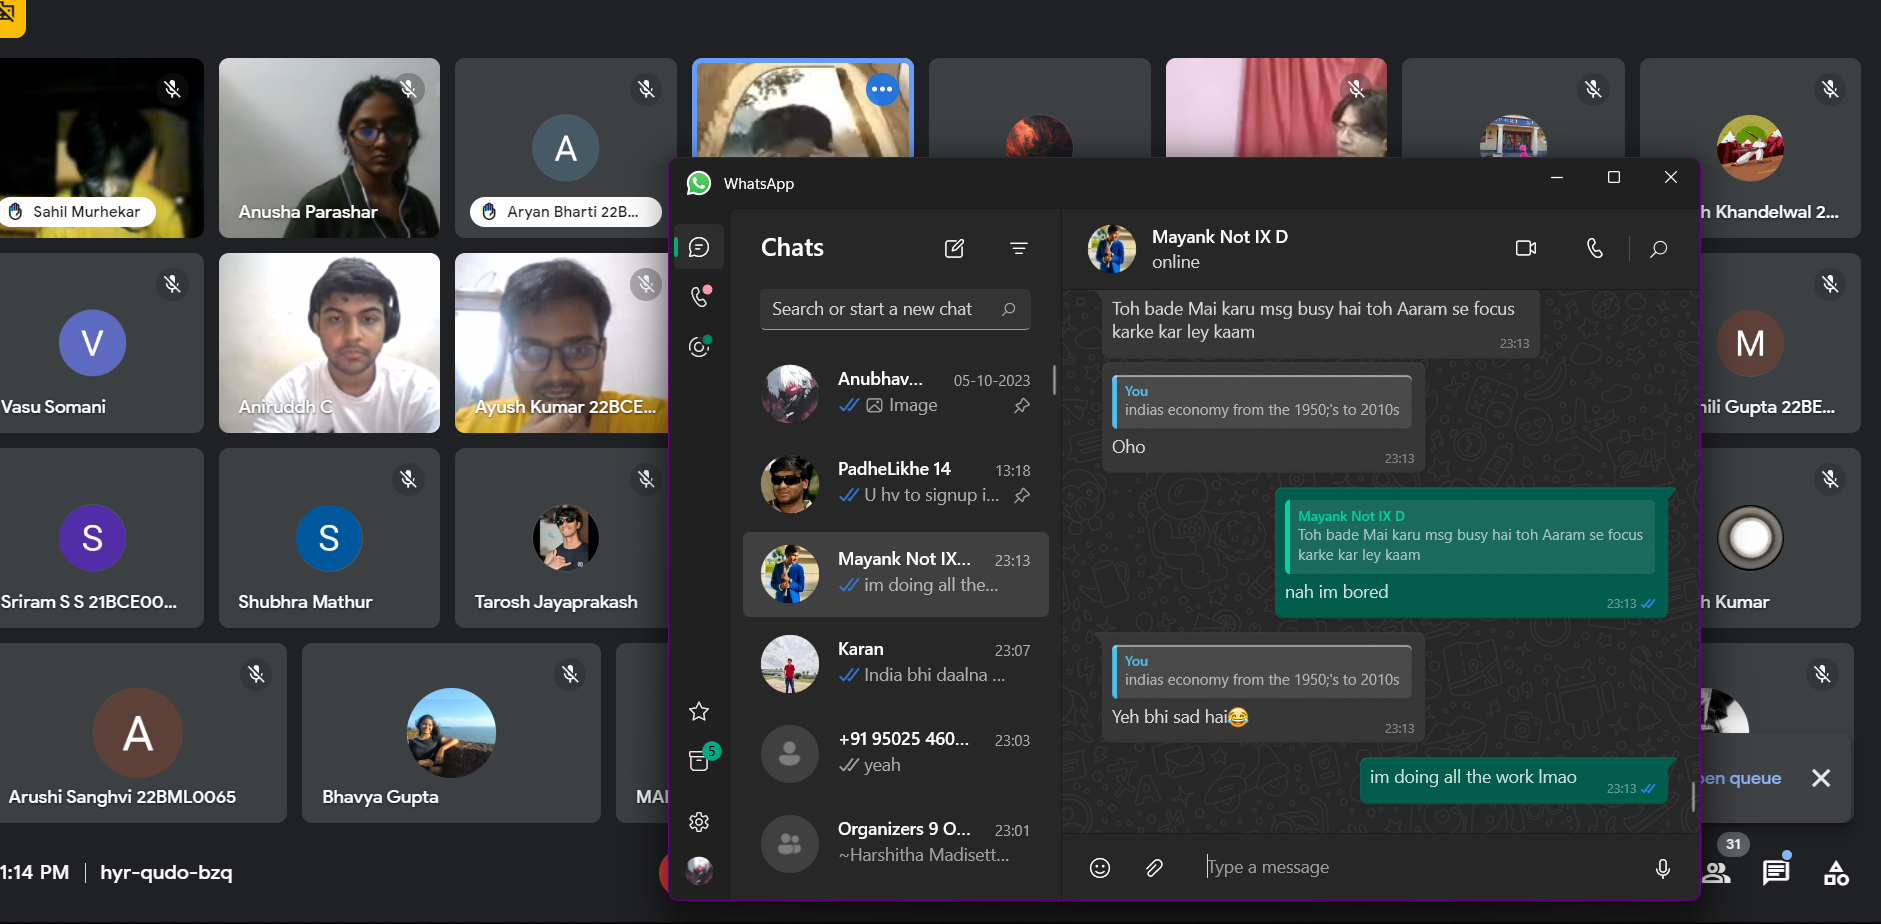 Sahil Murhekar
Anusha Parashar
A
Aryan Bharti 22B...
h Khandelwal 2...
V
Vasu Somani
Aniruddh C
Ayush Kumar 22BCE...
M
ili Gupta 22BE...
S
Sriram S S 21BCE00...
S
Shubhra Mathur
Tarosh Jayaprakash
h Kumar
A
Arushi Sanghvi 22BML0065
Bhavya Gupta
MA
en queue
1:14 PM
hyr-qudo-bzq
31
WhatsApp
5
Chats
Search or start a new chat
Anubhav...
05-10-2023
Image
PadheLikhe 14
13:18
U hv to signup i...
Mayank Not IX...
23:13
im doing all the...
Karan
23:07
India bhi daalna ...
+91 95025 460...
23:03
yeah
Organizers 9 O...
23:01
~Harshitha Madisett...
Mayank Not IX D
online
Toh bade Mai karu msg busy hai toh Aaram se focus
karke kar ley kaam
23:13
You
indias economy from the 1950;'s to 2010s
Oho
23:13
Mayank Not IX D
Toh bade Mai karu msg busy hai toh Aaram se focus
karke kar ley kaam
nah im bored
23:13
You
indias economy from the 1950;'s to 2010s
Yeh bhi sad hai😂
23:13
im doing all the work lmao
23:13
Type a message